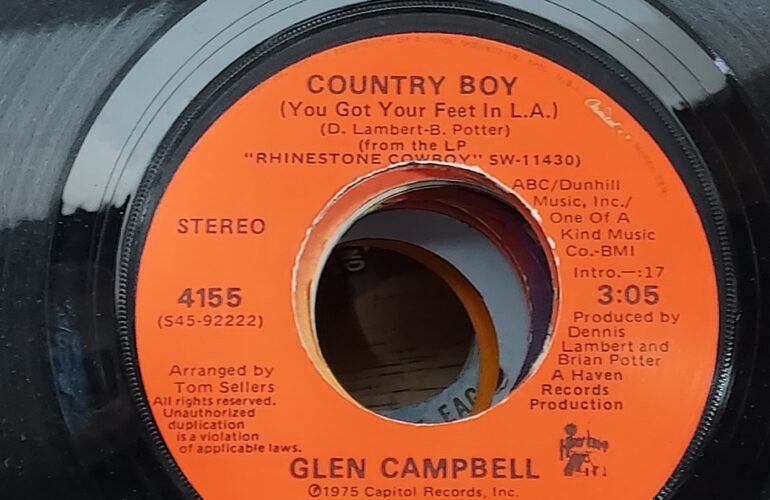 COUNTRY BOY
(You Got Your Feet In L.A.)
(D. Lambert-B. Potter)
(from the LP
"RHINESTONE COWBOY" SW-11430)
STEREO
4155
(S45-92222)
Arranged by
Tom Sellers
All rights reserved.
Unauthorized
duplication
is a violation
of applicable laws.
ABC/Dunhill
Music, Inc./
One Of A
Kind Music
Co.-BMI
Intro.—:17
3:05
Produced by
Dennis
Lambert and
Brian Potter
A Haven
Records
Production
GLEN CAMPBELL
℗1975 Capitol Records, Inc.